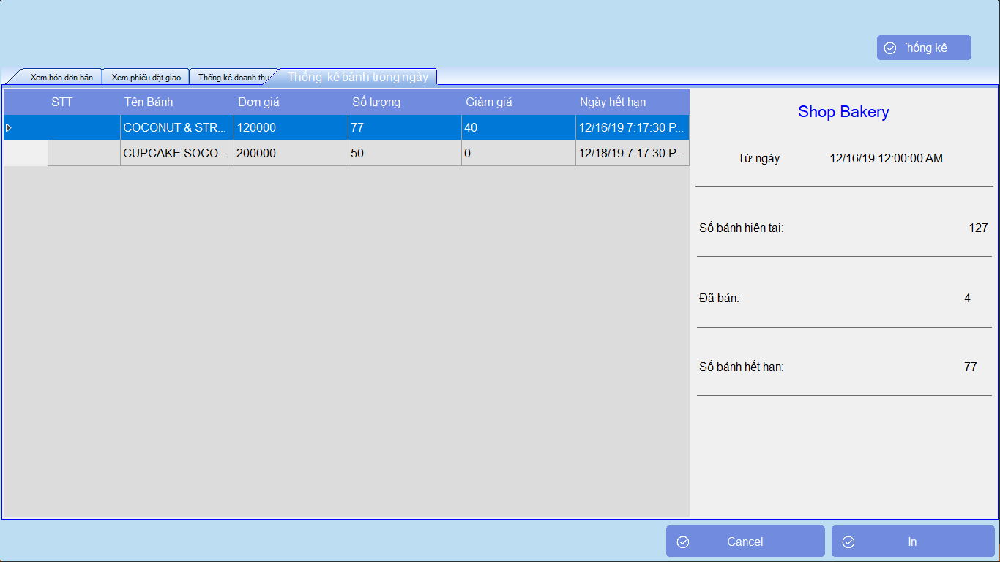 hống kê
Xem hóa đơn bán Xem phiếu đặt giao Thống kê doanh thu Thống kê bánh trong ngày
STT Tên Bánh Đơn giá Số lượng Giảm giá Ngày hết hạn
COCONUT & STR... 120000 77 40 12/16/19 7:17:30 P...
CUPCAKE SOCO... 200000 50 0 12/18/19 7:17:30 P...
Shop Bakery
Từ ngày 12/16/19 12:00:00 AM
Số bánh hiện tại: 127
Đã bán: 4
Số bánh hết hạn: 77
Cancel In